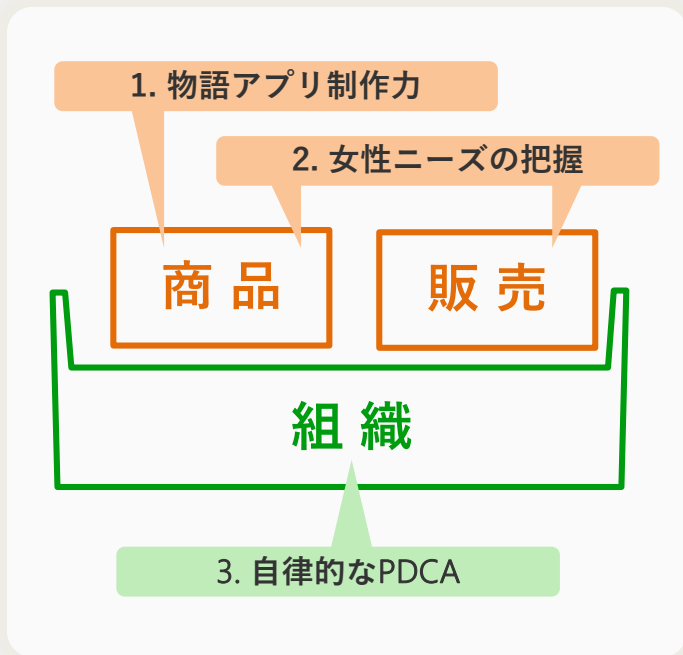 1. 物語アプリ制作力
2. 女性ニーズの把握
商 品
販 売
組 織
3. 自律的なPDCA